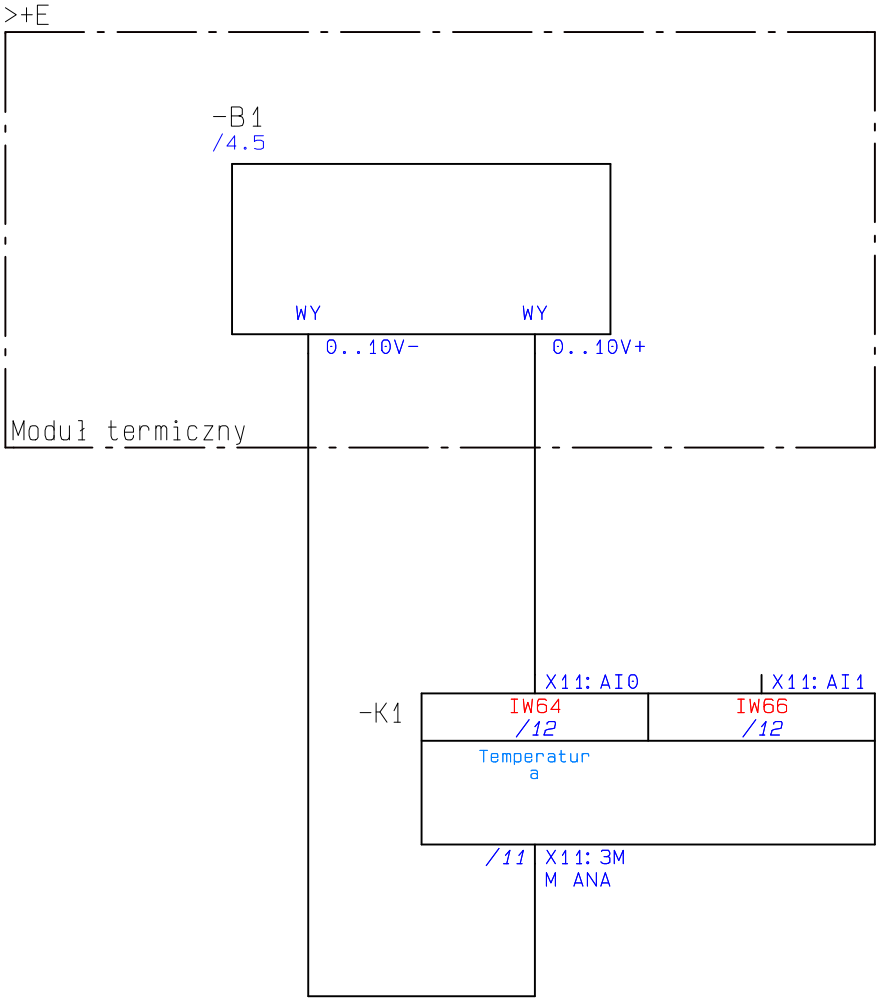 >+E
-B1
/4.5
WY WY
0..10V- 0..10V+
Moduł termiczny
X11:AI0 X11:AI1
-K1 IW64 IW66
/12 /12
Temperatur
a
/11 X11:3M
M ANA